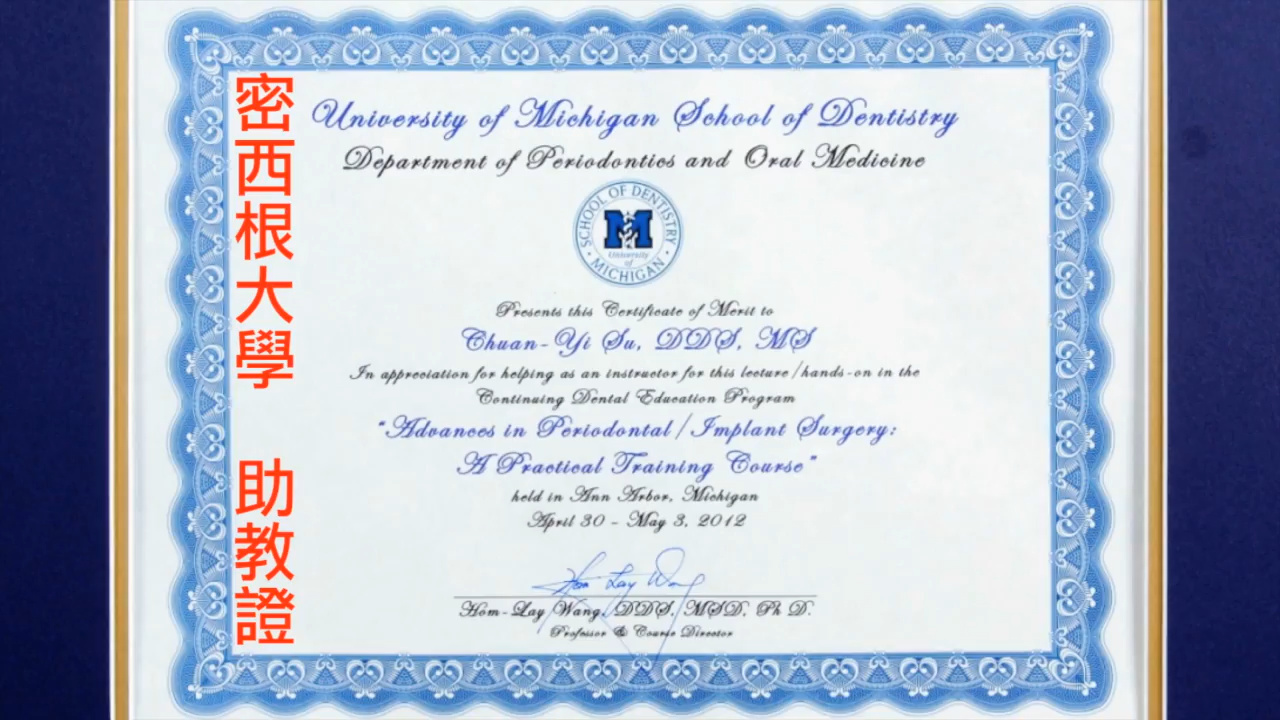 密西根大學 助教證
University of Michigan School of Dentistry
Department of Periodontics and Oral Medicine
SCHOOL OF DENTISTRY
University
of
MICHIGAN
Presents this Certificate of Merit to
Chuan-Yi Su, DDS, MS
In appreciation for helping as an instructor for this lecture/hands-on in the
Continuing Dental Education Program
"Advances in Periodontal/Implant Surgery:
A Practical Training Course"
held in Ann Arbor, Michigan
April 30 - May 3, 2012
Hom-Lay Wang
Hom-Lay Wang, DDS, MSD, Ph D.
Professor & Course Director